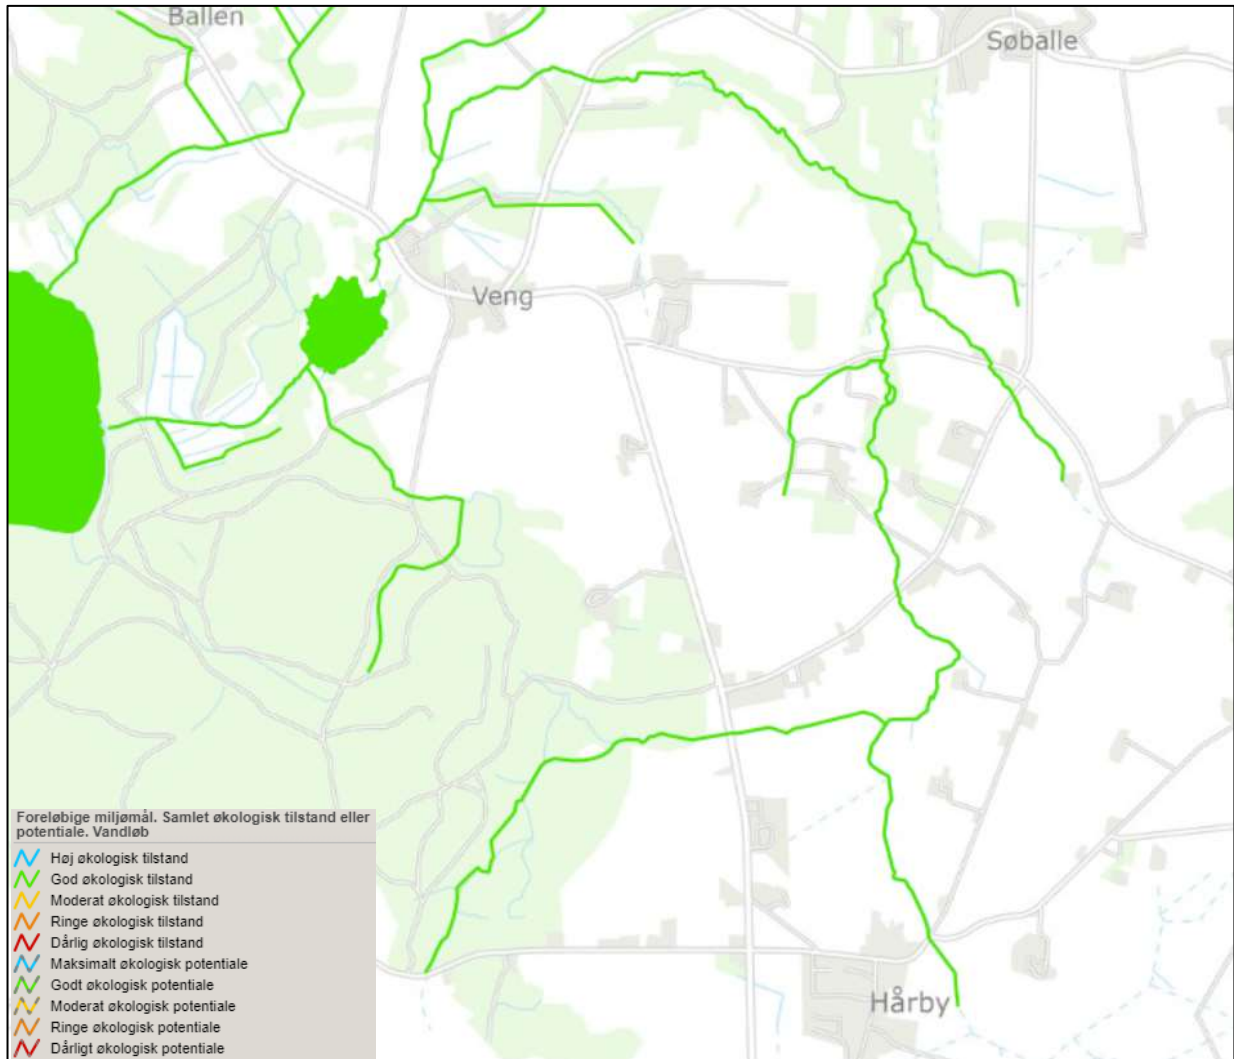 Ballen
Søballe
Veng
Hårby
Foreløbige miljømål. Samlet økologisk tilstand eller
potentiale. Vandløb
Høj økologisk tilstand
God økologisk tilstand
Moderat økologisk tilstand
Ringe økologisk tilstand
Dårlig økologisk tilstand
Maksimalt økologisk potentiale
Godt økologisk potentiale
Moderat økologisk potentiale
Ringe økologisk potentiale
Dårligt økologisk potentiale